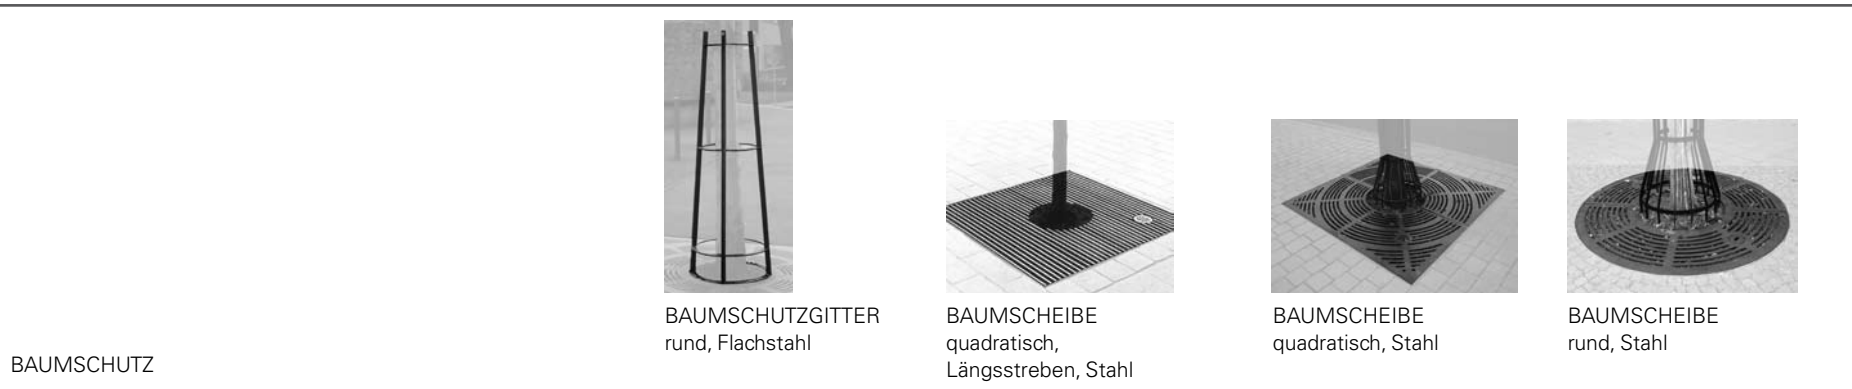 BAUMSCHUTZGITTER
rund, Flachstahl
BAUMSCHEIBE
quadratisch,
Längsstreben, Stahl
BAUMSCHEIBE
quadratisch, Stahl
BAUMSCHEIBE
rund, Stahl
BAUMSCHUTZ